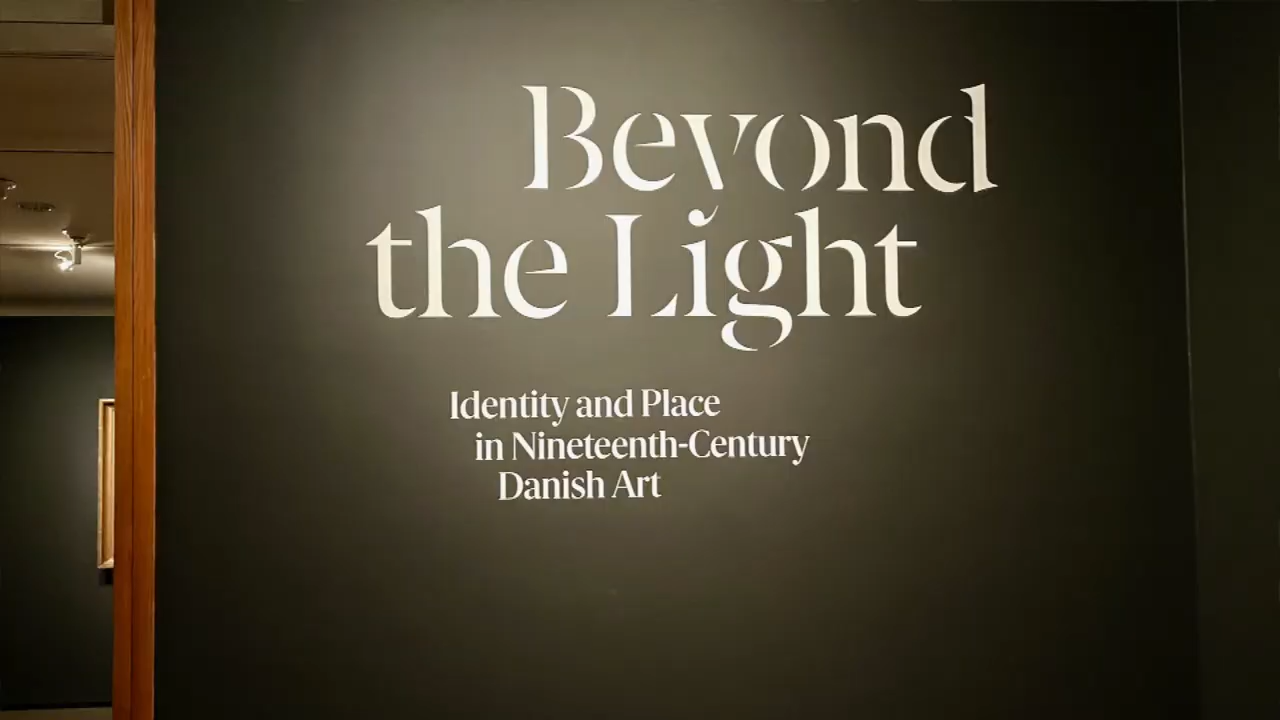 Beyond
the Light
Identity and Place
in Nineteenth-Century
Danish Art